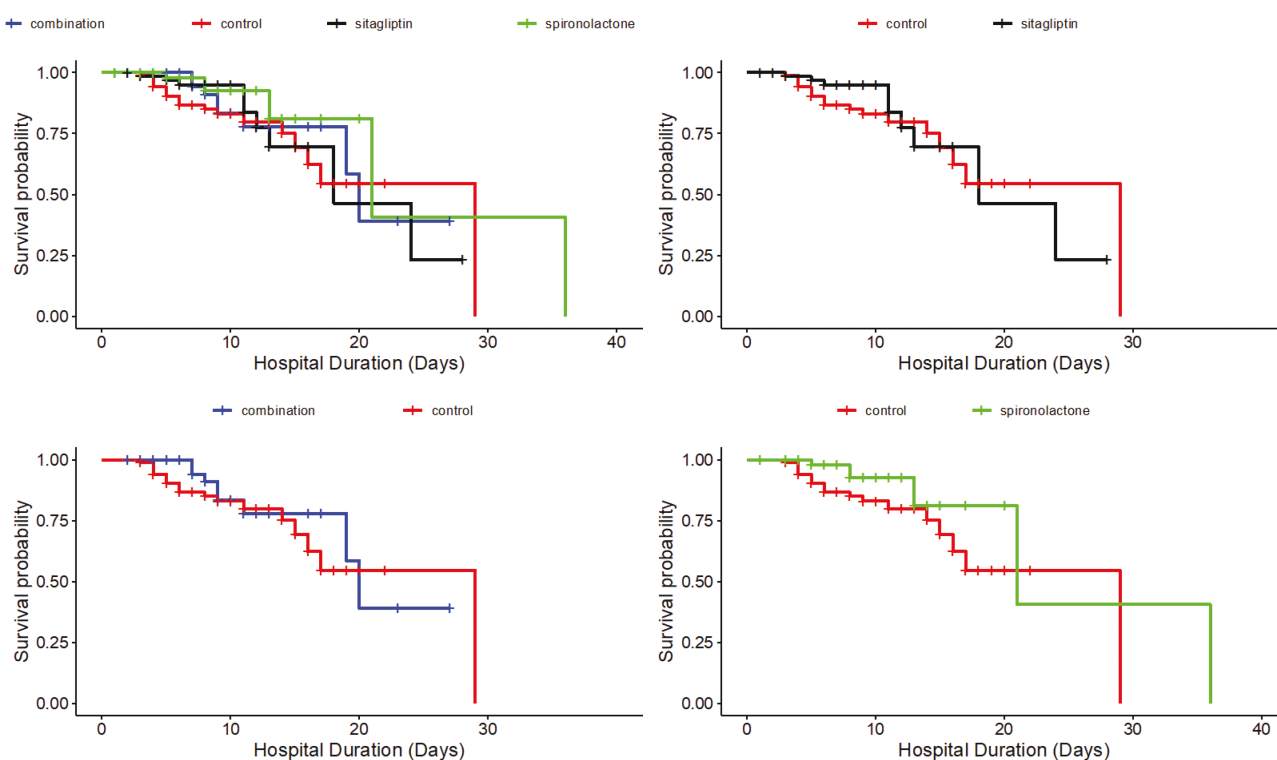 combination control sitagliptin spironolactone
1.00
0.75
0.50
0.25
0.00
Survival probability
0 10 20 30 40
Hospital Duration (Days)
control sitagliptin
1.00
0.75
0.50
0.25
0.00
Survival probability
0 10 20 30
Hospital Duration (Days)
combination control
1.00
0.75
0.50
0.25
0.00
Survival probability
0 10 20 30
Hospital Duration (Days)
control spironolactone
1.00
0.75
0.50
0.25
0.00
Survival probability
0 10 20 30 40
Hospital Duration (Days)